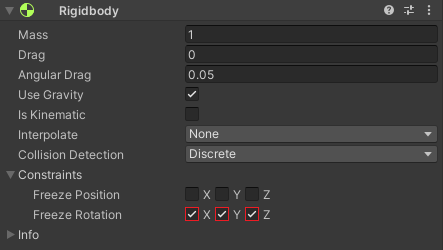 Rigidbody
Mass 1
Drag 0
Angular Drag 0.05
Use Gravity
Is Kinematic
Interpolate None
Collision Detection Discrete
Constraints
Freeze Position X Y Z
Freeze Rotation X Y Z
Info